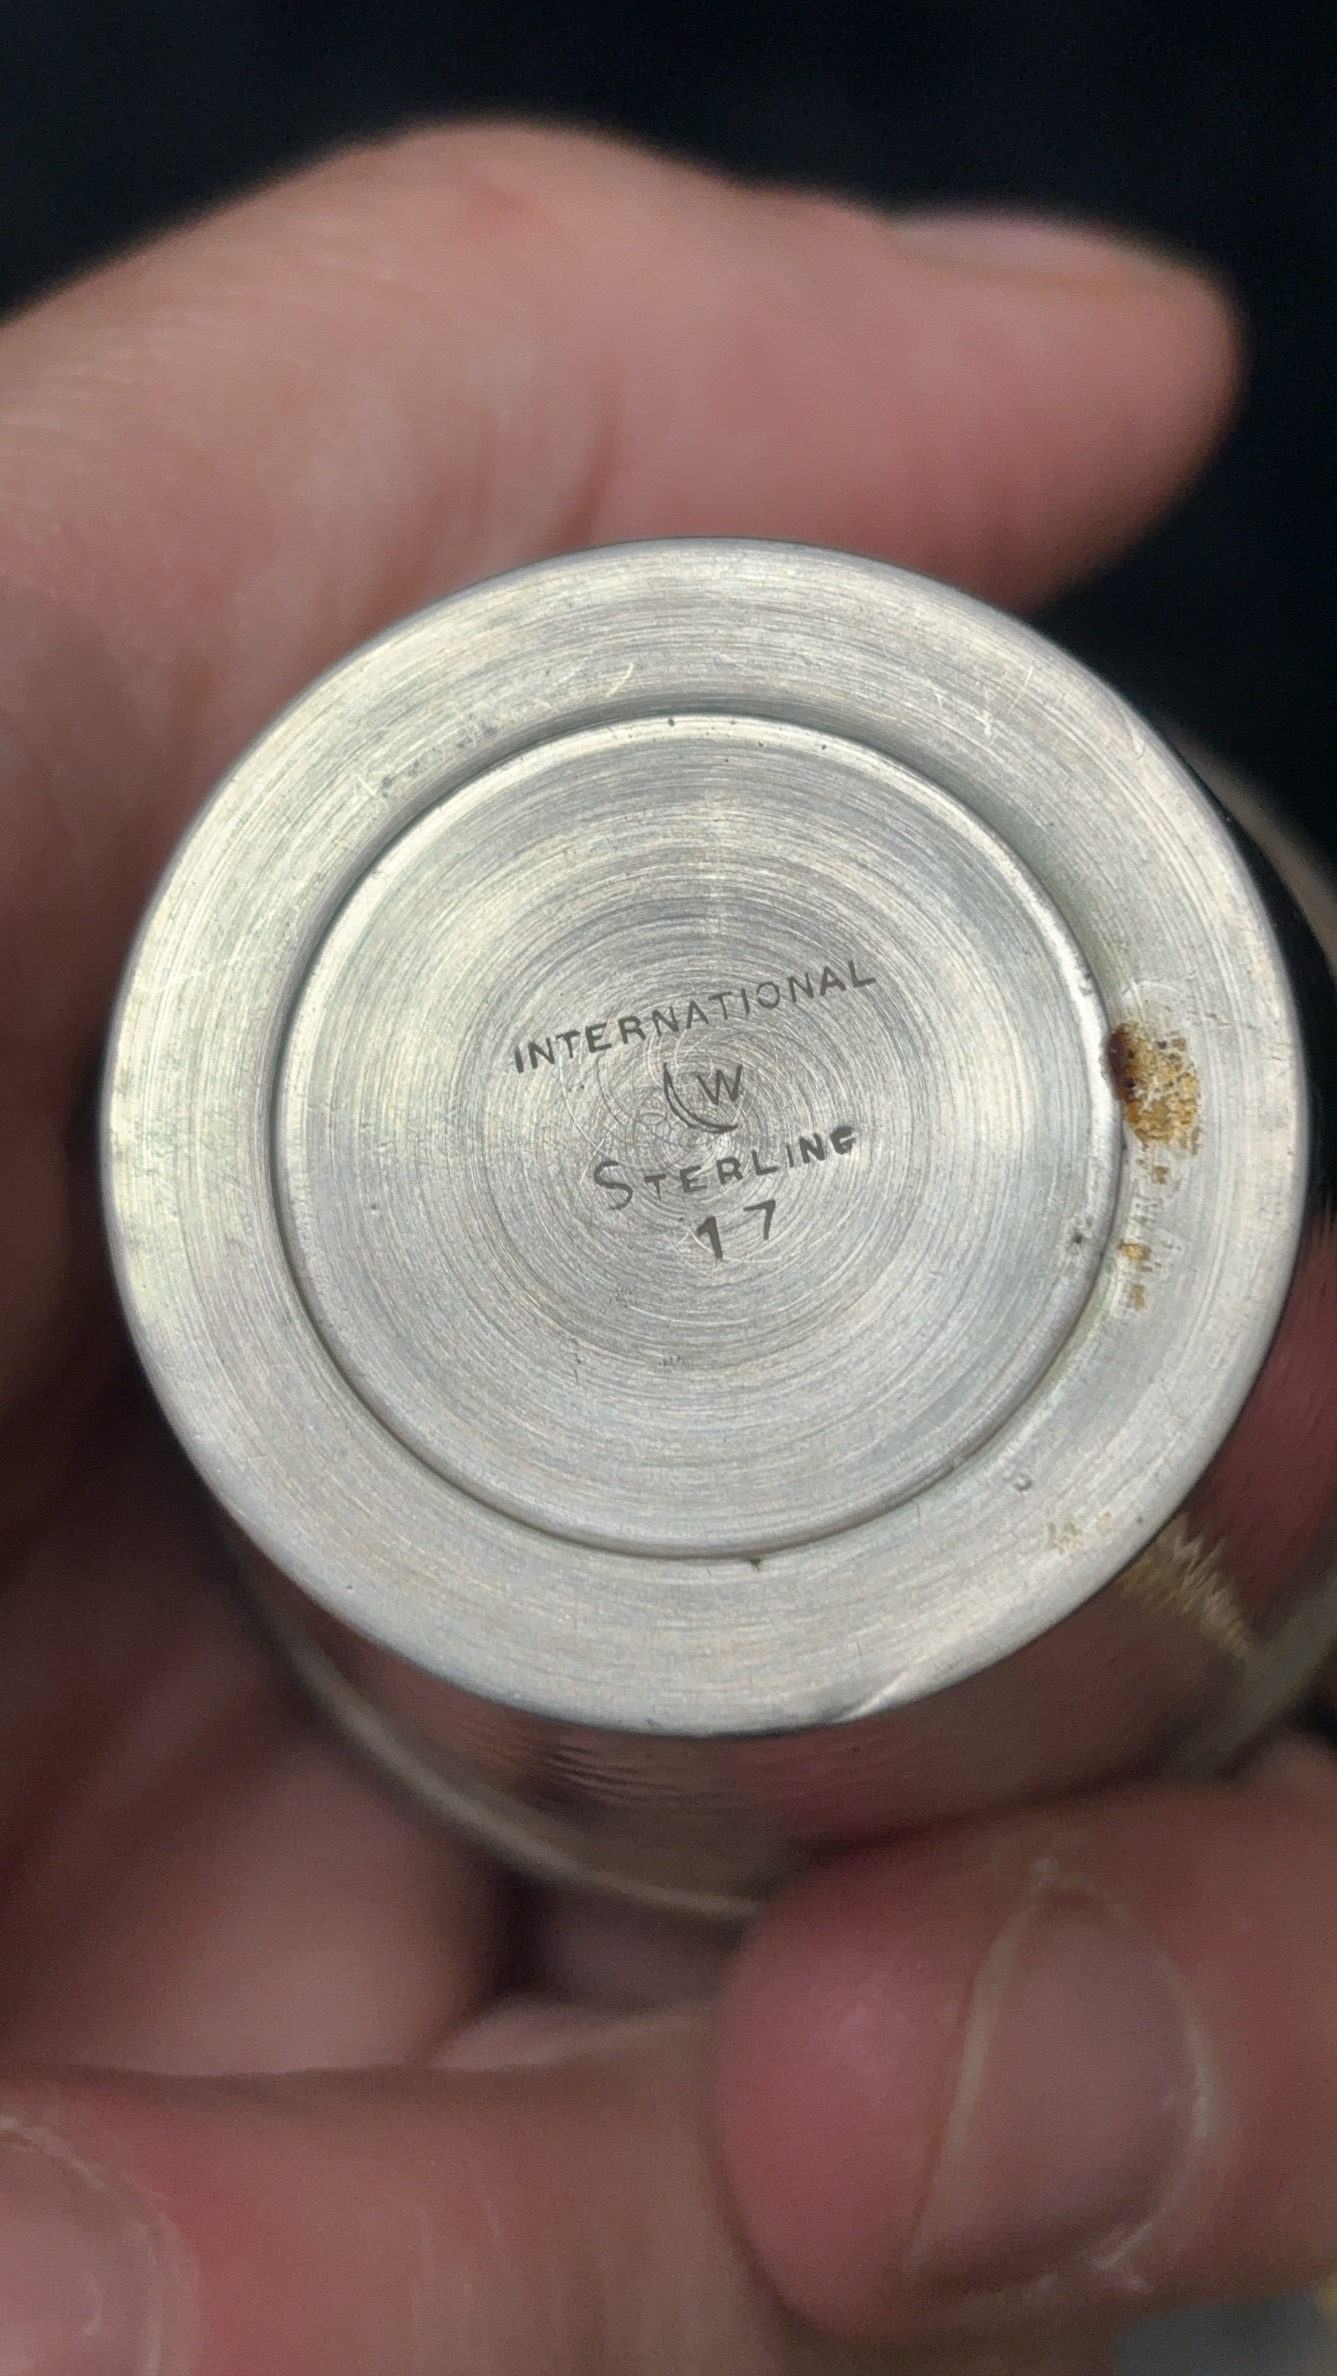 INTERNATIONAL
W
STERLING
17